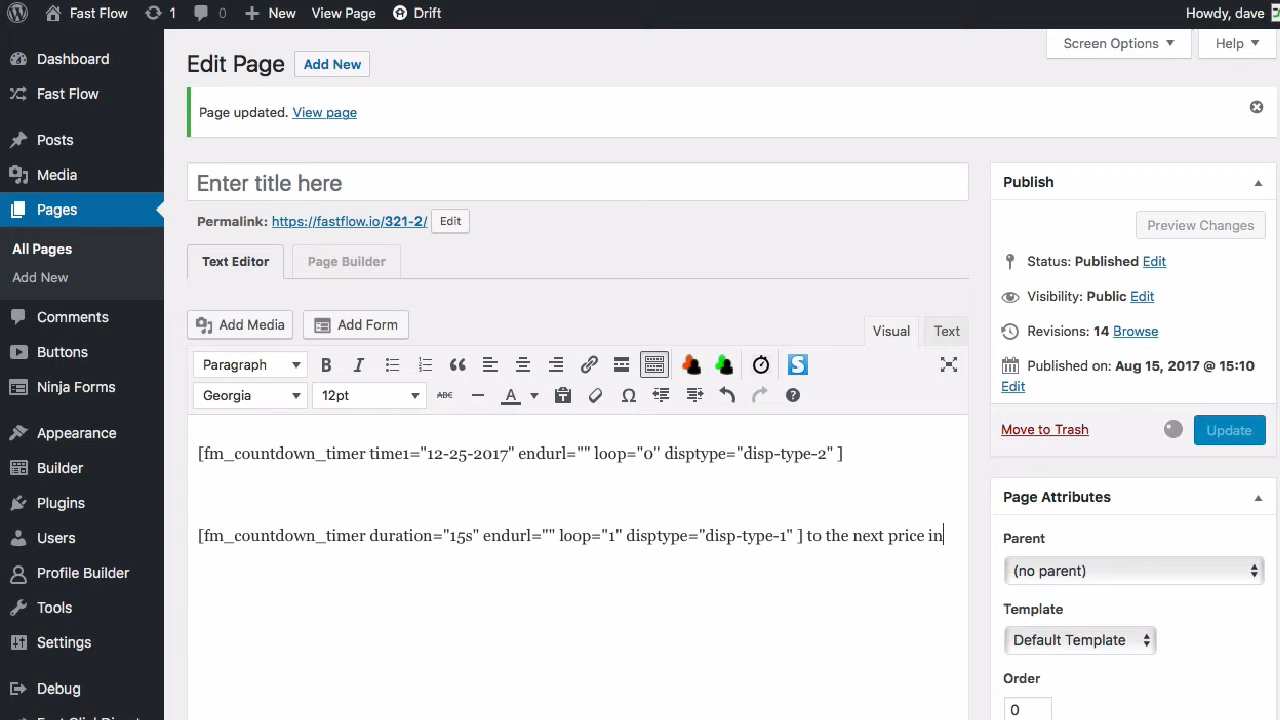 Fast Flow 1 0 New View Page Drift Howdy, dave
Dashboard
Fast Flow
Posts
Media
Pages
All Pages
Add New
Comments
Buttons
Ninja Forms
Appearance
Builder
Plugins
Users
Profile Builder
Tools
Settings
Debug
Screen Options Help
Edit Page Add New
Page updated. View page
Enter title here
Permalink: https://fastflow.io/321-2/ Edit
Text Editor Page Builder
Add Media Add Form Visual Text
Paragraph B I
Georgia 12pt ABC A Ω
[fm_countdown_timer time1="12-25-2017" endurl="" loop="0" disptype="disp-type-2" ]
[fm_countdown_timer duration="15s" endurl="" loop="1" disptype="disp-type-1" ] to the next price in
Publish
Preview Changes
Status: Published Edit
Visibility: Public Edit
Revisions: 14 Browse
Published on: Aug 15, 2017 @ 15:10
Edit
Move to Trash Update
Page Attributes
Parent
(no parent)
Template
Default Template
Order
0